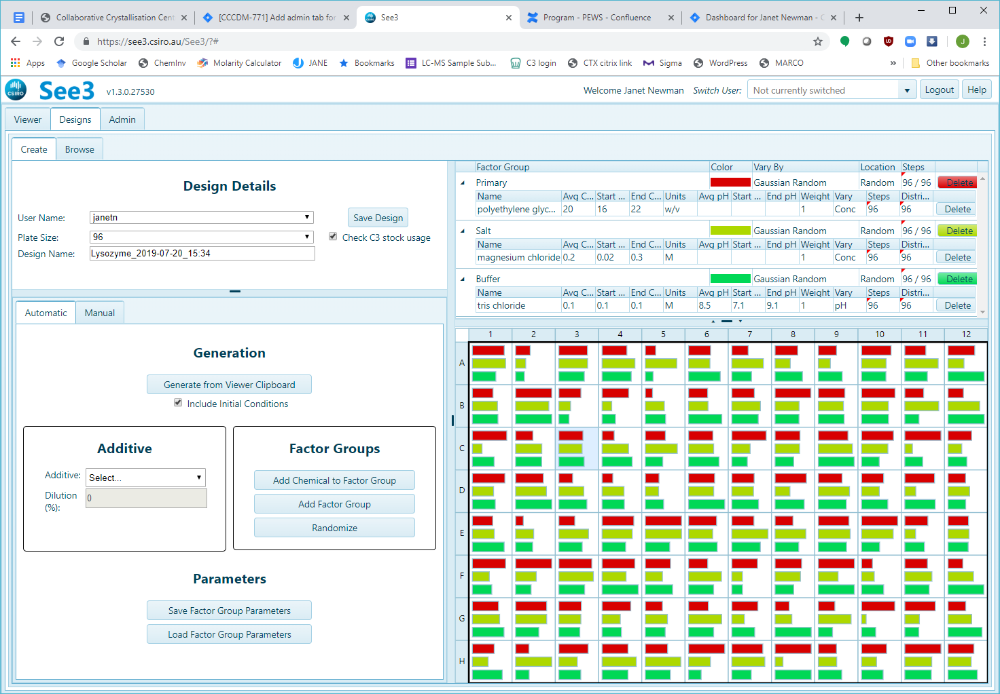 Collaborative Crystallisation Cent
[CCCDM-771] Add admin tab for
See3
Program - PEWS - Confluence
Dashboard for Janet Newman - C
https://see3.csiro.au/See3/?#
J
Apps
Google Scholar
ChemInv
Molarity Calculator
JANE
Bookmarks
LC-MS Sample Sub...
C3 login
CTX citrix link
Sigma
WordPress
MARCO
»
Other bookmarks
CSIRO
See3 v1.3.0.27530
Welcome Janet Newman Switch User: Not currently switched Logout Help
Viewer Designs Admin
Create Browse
Design Details
User Name: janetn Save Design
Plate Size: 96 Check C3 stock usage
Design Name: Lysozyme_2019-07-20_15:34
Automatic Manual
Generation
Generate from Viewer Clipboard
Include Initial Conditions
Additive
Additive: Select...
Dilution (%): 0
Factor Groups
Add Chemical to Factor Group
Add Factor Group
Randomize
Parameters
Save Factor Group Parameters
Load Factor Group Parameters
Factor Group Color Vary By Location Steps
Primary Gaussian Random Random 96 / 96 Delete
Name Avg C... Start ... End C... Units Avg pH Start ... End pH Weight Vary Steps Distri...
polyethylene glyc... 20 16 22 w/v 1 Conc 96 96 Delete
Salt Gaussian Random Random 96 / 96 Delete
Name Avg C... Start ... End C... Units Avg pH Start ... End pH Weight Vary Steps Distri...
magnesium chloride 0.2 0.02 0.3 M 1 Conc 96 96 Delete
Buffer Gaussian Random Random 96 / 96 Delete
Name Avg C... Start ... End C... Units Avg pH Start ... End pH Weight Vary Steps Distri...
tris chloride 0.1 0.1 0.1 M 8.5 7.1 9.1 1 pH 96 96 Delete
1 2 3 4 5 6 7 8 9 10 11 12
A
B
C
D
E
F
G
H